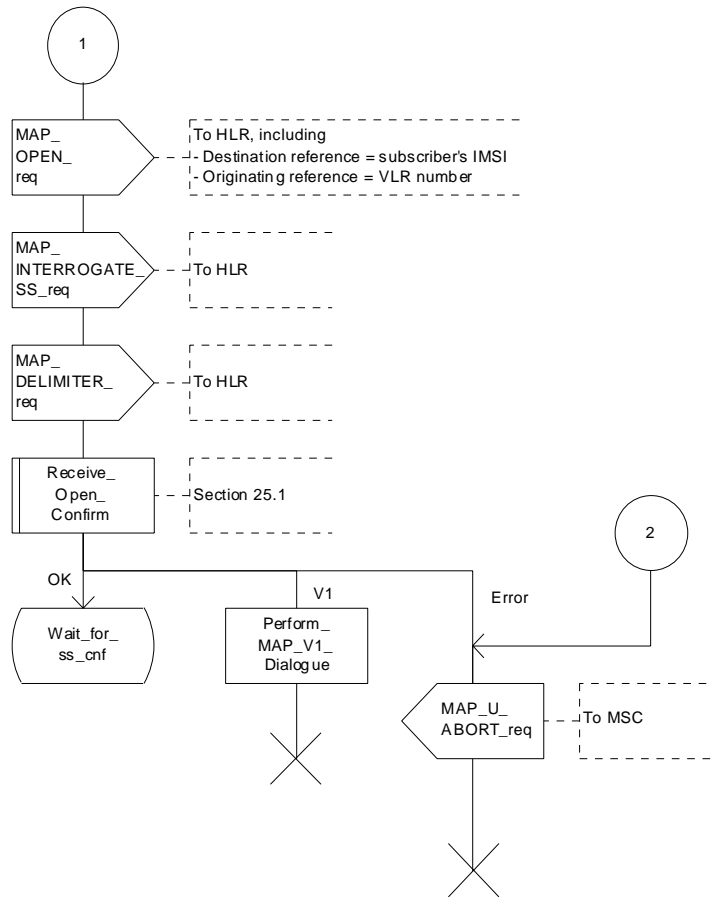 1
MAP_
OPEN_
req
To HLR, including
- Destination reference = subscriber's IMSI
- Originating reference = VLR number
MAP_
INTERROGATE_
SS_req
To HLR
MAP_
DELIMITER_
req
To HLR
Receive_
Open_
Confirm
Section 25.1
2
OK
V1
Error
Wait_for_
ss_cnf
Perform_
MAP_V1_
Dialogue
MAP_U_
ABORT_req
To MSC